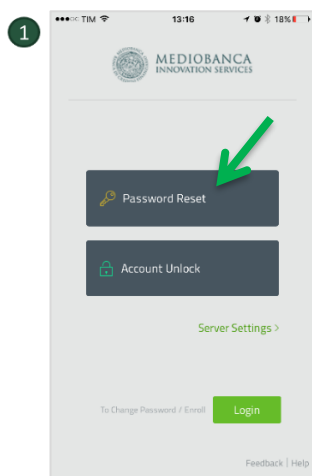 1
TIM 13:16 18%
MEDIOBANCA
INNOVATION SERVICES
Password Reset
Account Unlock
Server Settings >
To Change Password / Enroll Login
Feedback | Help